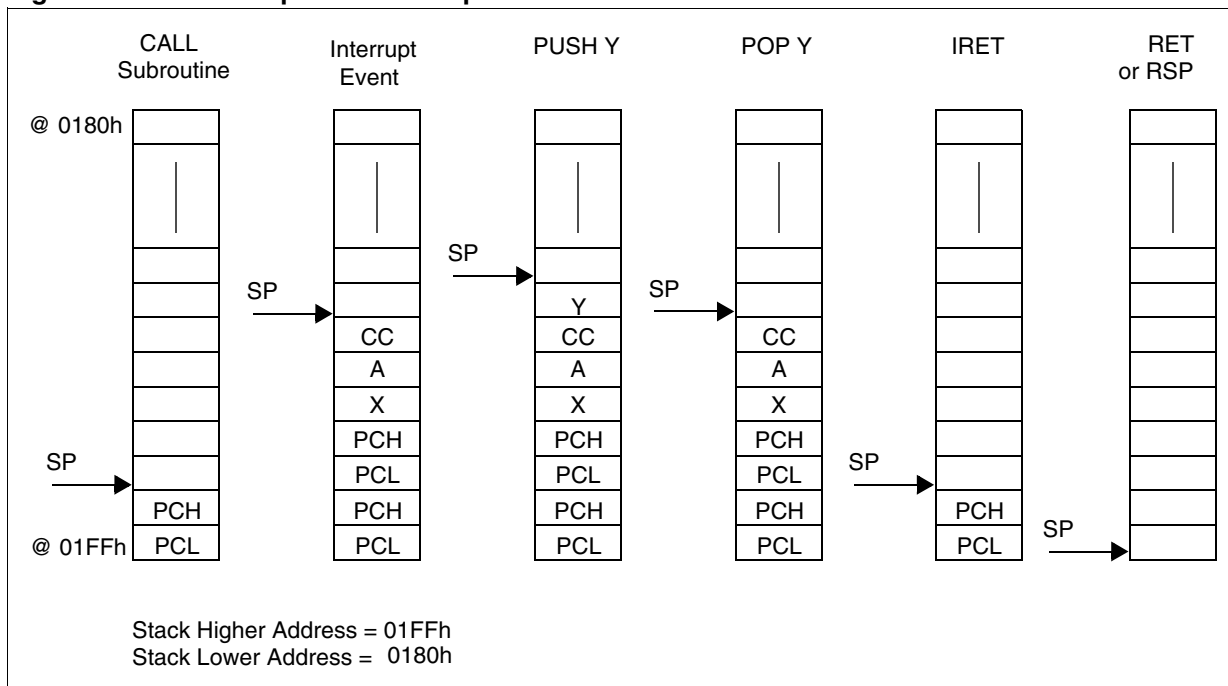 CALL
Subroutine
Interrupt
Event
PUSH Y
POP Y
IRET
RET
or RSP
@ 0180h
SP
PCH
@ 01FFh
PCL
SP
CC
A
X
PCH
PCL
PCH
PCL
SP
Y
CC
A
X
PCH
PCL
PCH
PCL
SP
CC
A
X
PCH
PCL
PCH
PCL
SP
PCH
PCL
SP
Stack Higher Address = 01FFh
Stack Lower Address = 0180h